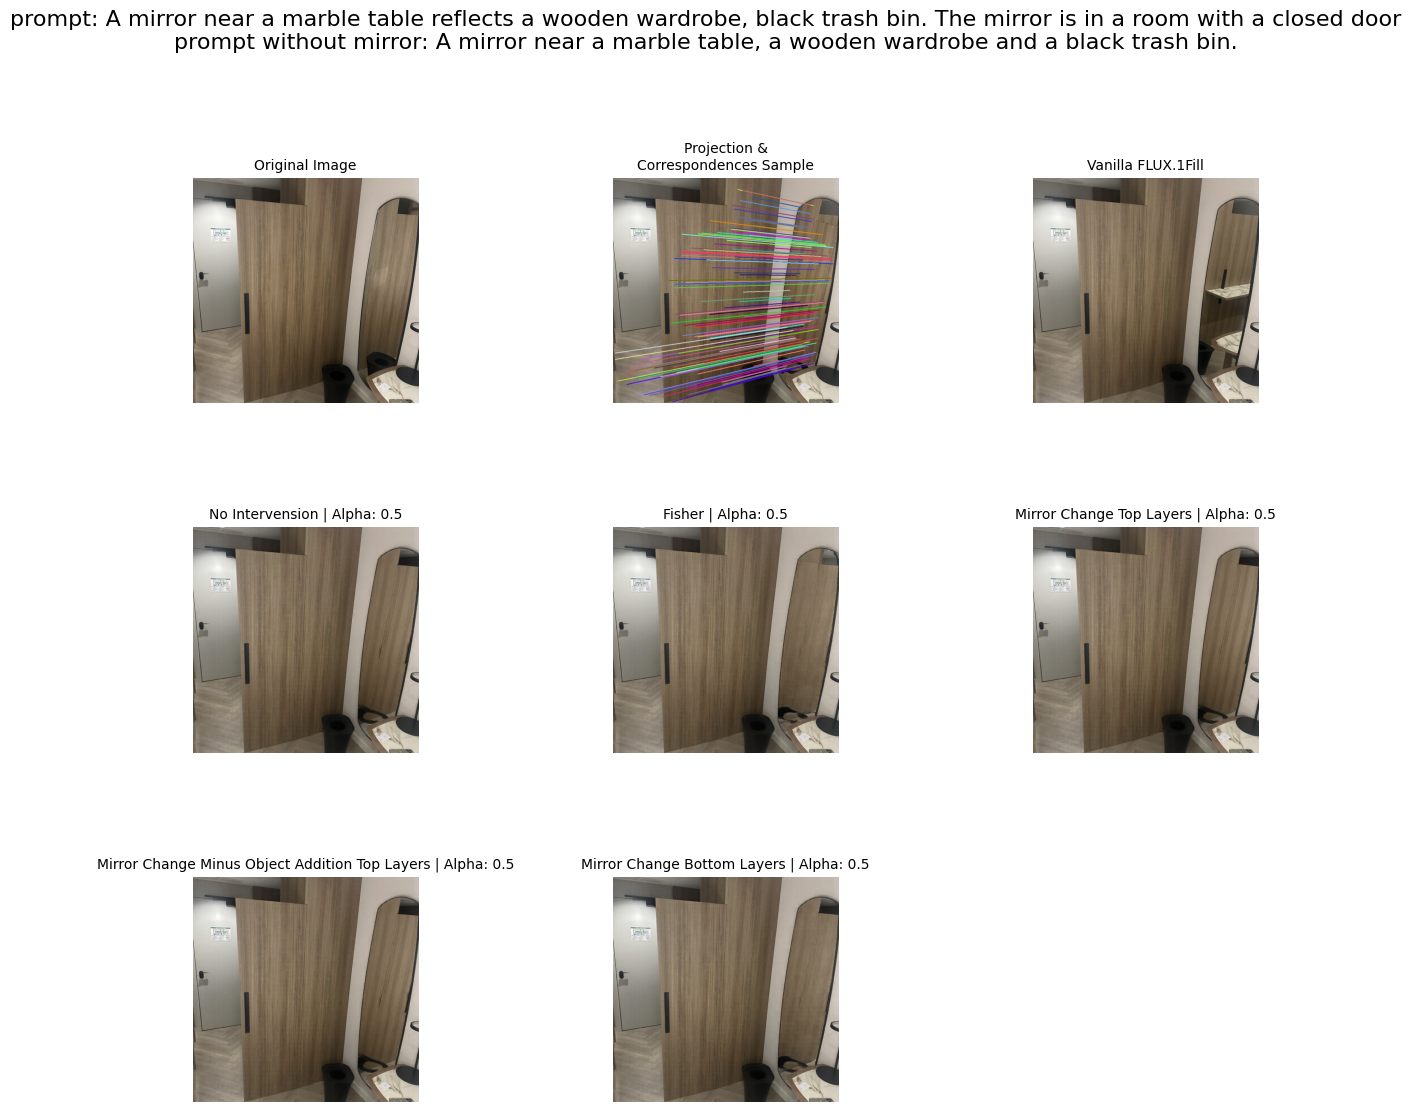 prompt: A mirror near a marble table reflects a wooden wardrobe, black trash bin. The mirror is in a room with a closed door
prompt without mirror: A mirror near a marble table, a wooden wardrobe and a black trash bin.
Original Image
Projection &
Correspondences Sample
Vanilla FLUX.1Fill
No Intervension | Alpha: 0.5
Fisher | Alpha: 0.5
Mirror Change Top Layers | Alpha: 0.5
Mirror Change Minus Object Addition Top Layers | Alpha: 0.5
Mirror Change Bottom Layers | Alpha: 0.5